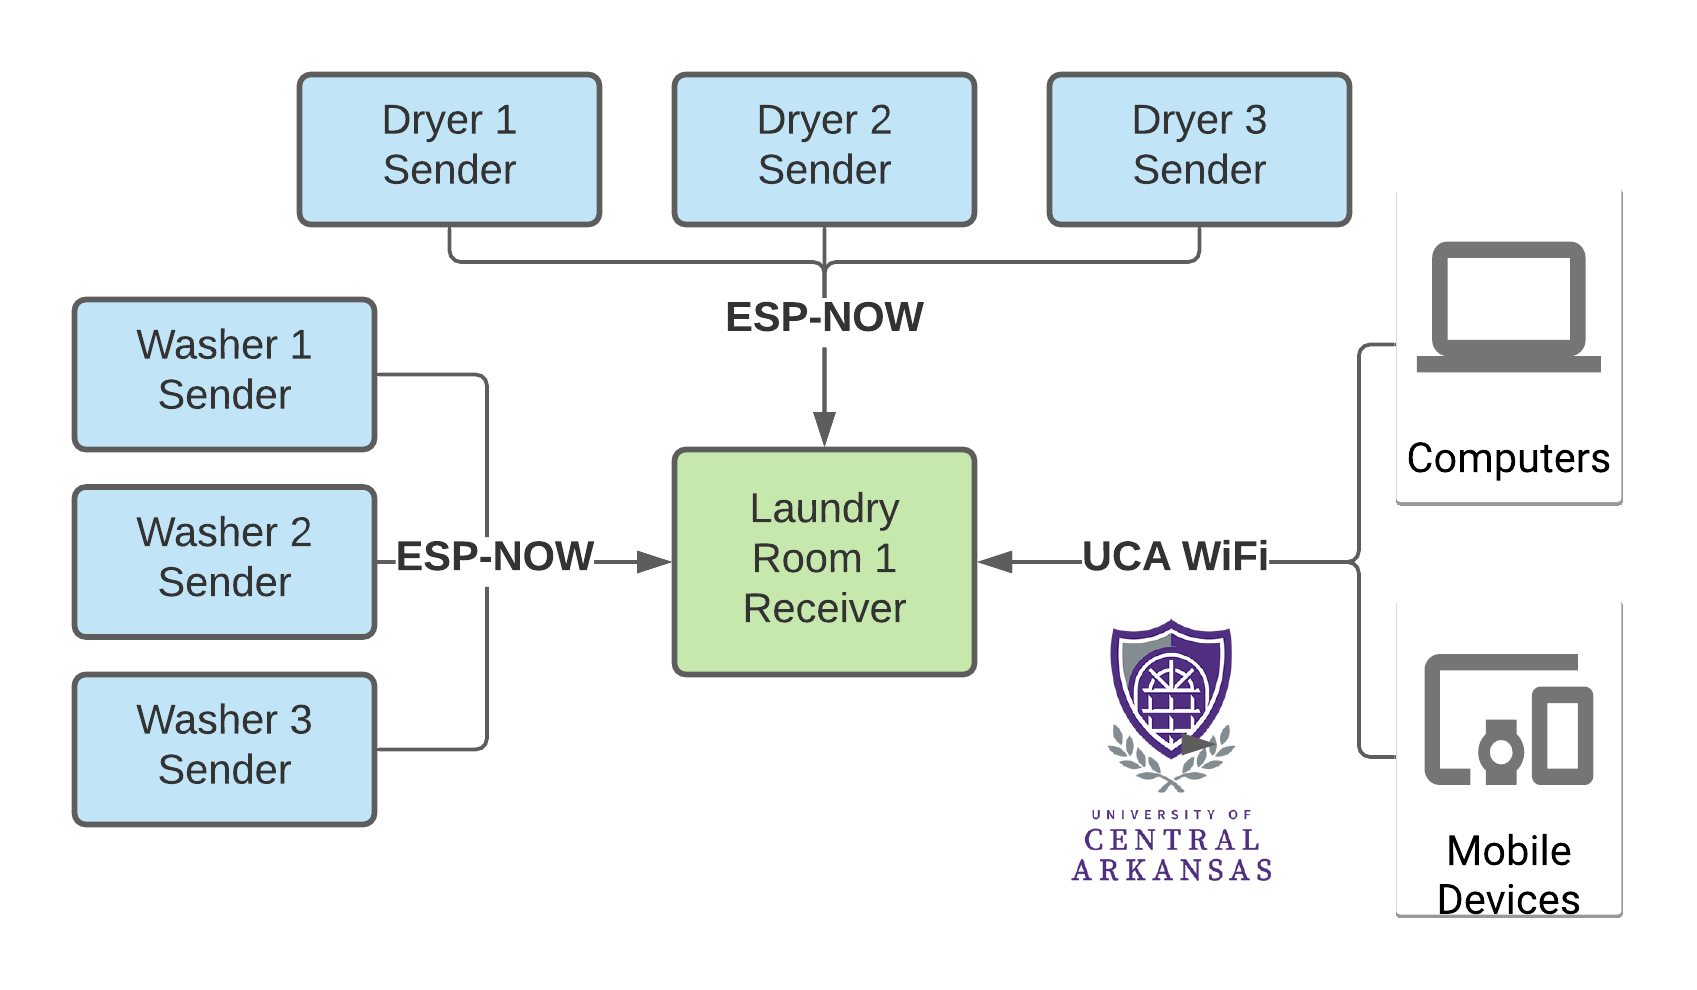 Dryer 1
Sender
Dryer 2
Sender
Dryer 3
Sender
ESP-NOW
Washer 1
Sender
Washer 2
Sender
Washer 3
Sender
ESP-NOW
Laundry
Room 1
Receiver
UCA WiFi
Computers
Mobile
Devices
UNIVERSITY OF
CENTRAL
ARKANSAS